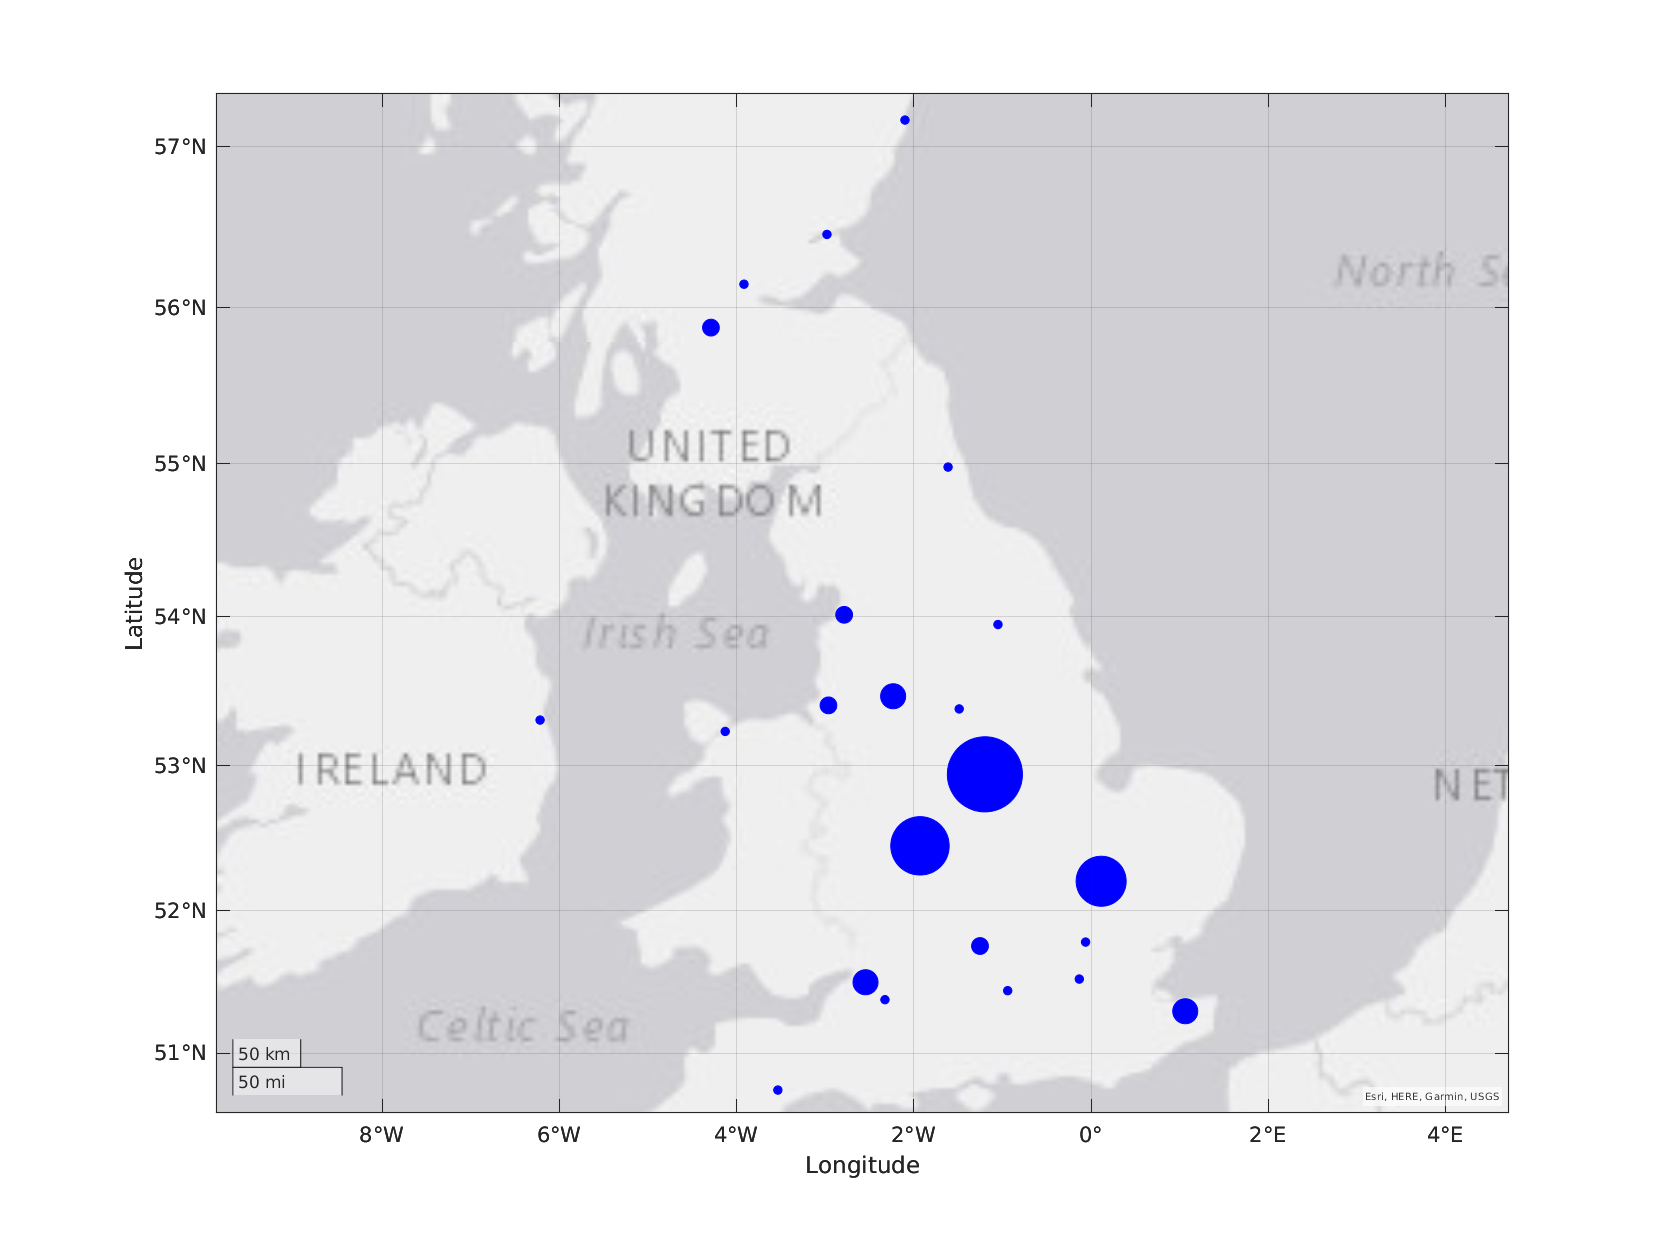 57°N
56°N
55°N
54°N
53°N
52°N
51°N
Latitude
North Se
UNITED
KINGDOM
Irish Sea
IRELAND
NET
Celtic Sea
50 km
50 mi
Esri, HERE, Garmin, USGS
8°W
6°W
4°W
2°W
0°
2°E
4°E
Longitude